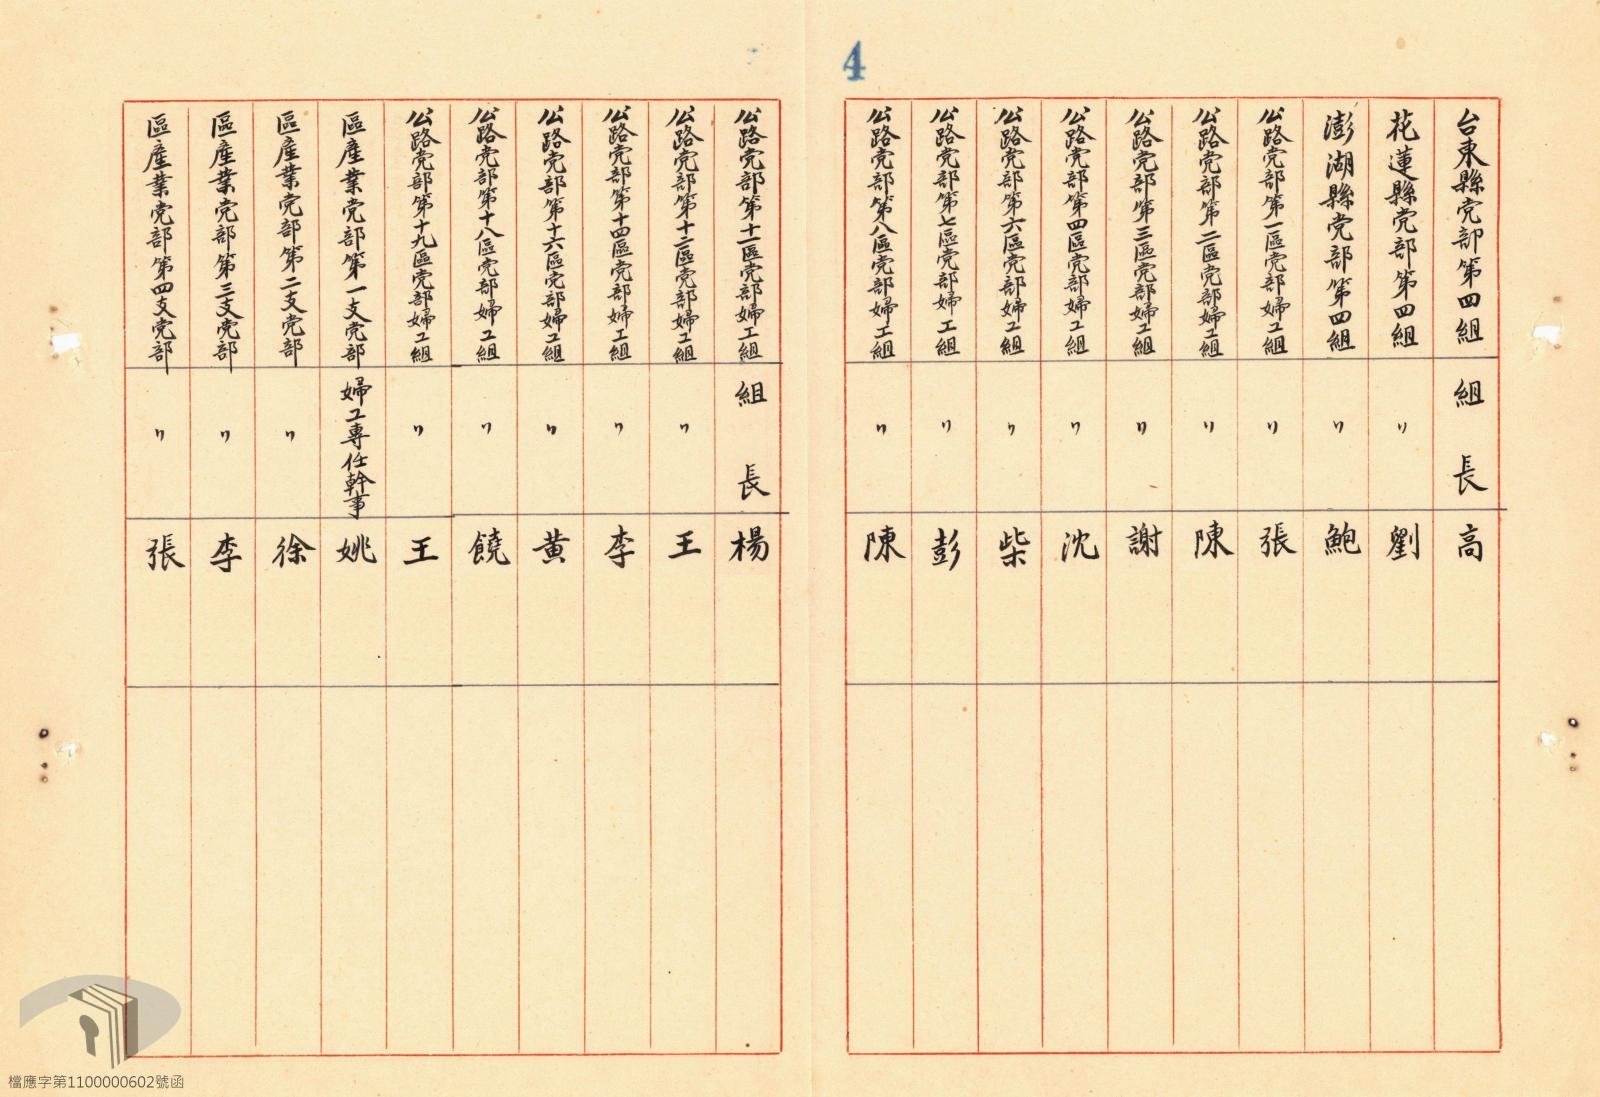 4
台東縣党部第四組 組長 高
花蓮縣党部第四組 〃 劉
澎湖縣党部第四組 〃 鮑
公路党部第一區党部婦工組 〃 張
公路党部第二區党部婦工組 〃 陳
公路党部第三區党部婦工組 〃 謝
公路党部第四區党部婦工組 〃 沈
公路党部第六區党部婦工組 〃 柴
公路党部第七區党部婦工組 〃 彭
公路党部第八區党部婦工組 〃 陳
公路党部第十一區党部婦工組 組長 楊
公路党部第十二區党部婦工組 〃 王
公路党部第十四區党部婦工組 〃 李
公路党部第十六區党部婦工組 〃 黄
公路党部第十八區党部婦工組 〃 饒
公路党部第十九區党部婦工組 〃 王
區產業党部第一支党部 婦工專任幹事 姚
區產業党部第二支党部 〃 徐
區產業党部第三支党部 〃 李
區產業党部第四支党部 〃 張
檔應字第1100000602號函